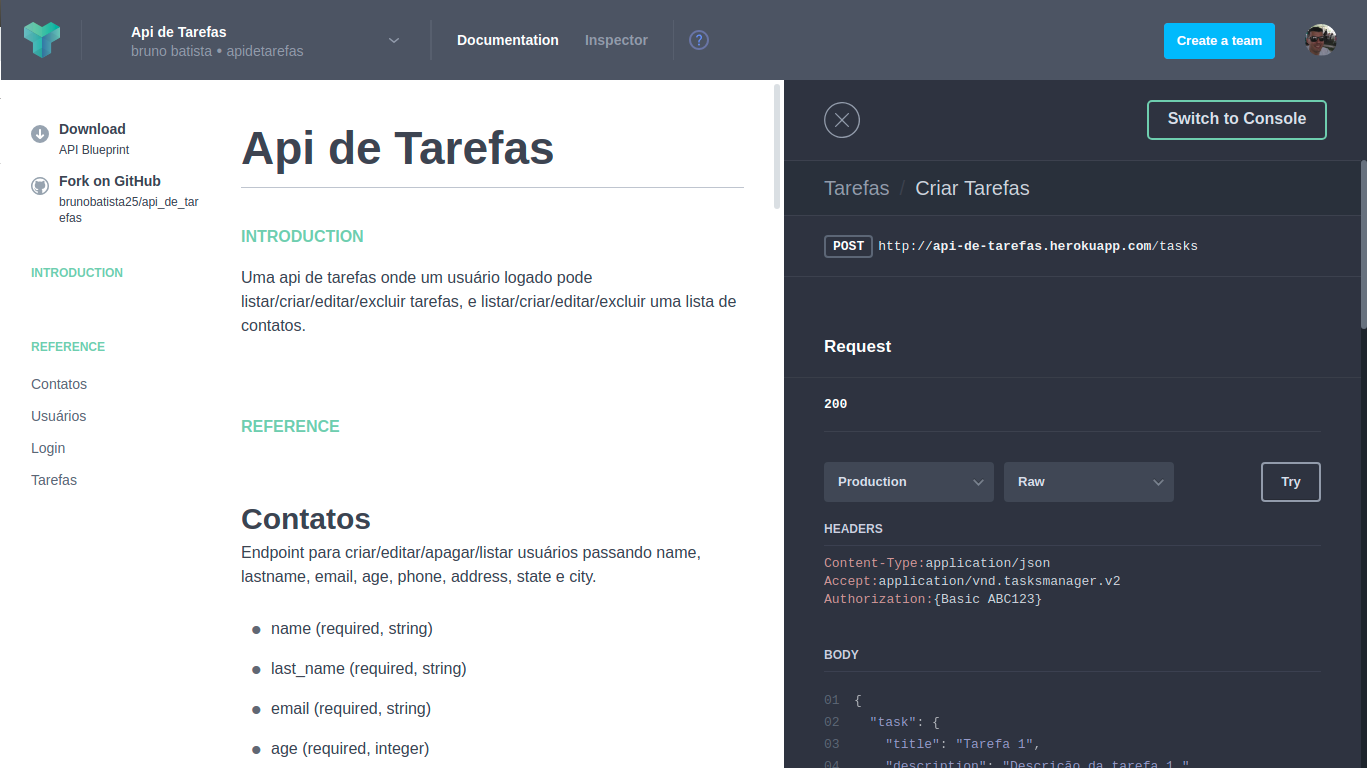 Api de Tarefas
bruno batista • apidetarefas
Documentation
Inspector
?
Create a team
Download
API Blueprint
Fork on GitHub
brunobatista25/api_de_tar
efas
INTRODUCTION
REFERENCE
Contatos
Usuários
Login
Tarefas
Api de Tarefas
INTRODUCTION
Uma api de tarefas onde um usuário logado pode
listar/criar/editar/excluir tarefas, e listar/criar/editar/excluir uma lista de
contatos.
REFERENCE
Contatos
Endpoint para criar/editar/apagar/listar usuários passando name,
lastname, email, age, phone, address, state e city.
name (required, string)
last_name (required, string)
email (required, string)
age (required, integer)
Switch to Console
Tarefas / Criar Tarefas
POST http://api-de-tarefas.herokuapp.com/tasks
Request
200
Production
Raw
Try
HEADERS
Content-Type:application/json
Accept:application/vnd.tasksmanager.v2
Authorization:{Basic ABC123}
BODY
01 {
02 "task": {
03 "title": "Tarefa 1",
04 "description": "Descrição da tarefa 1."